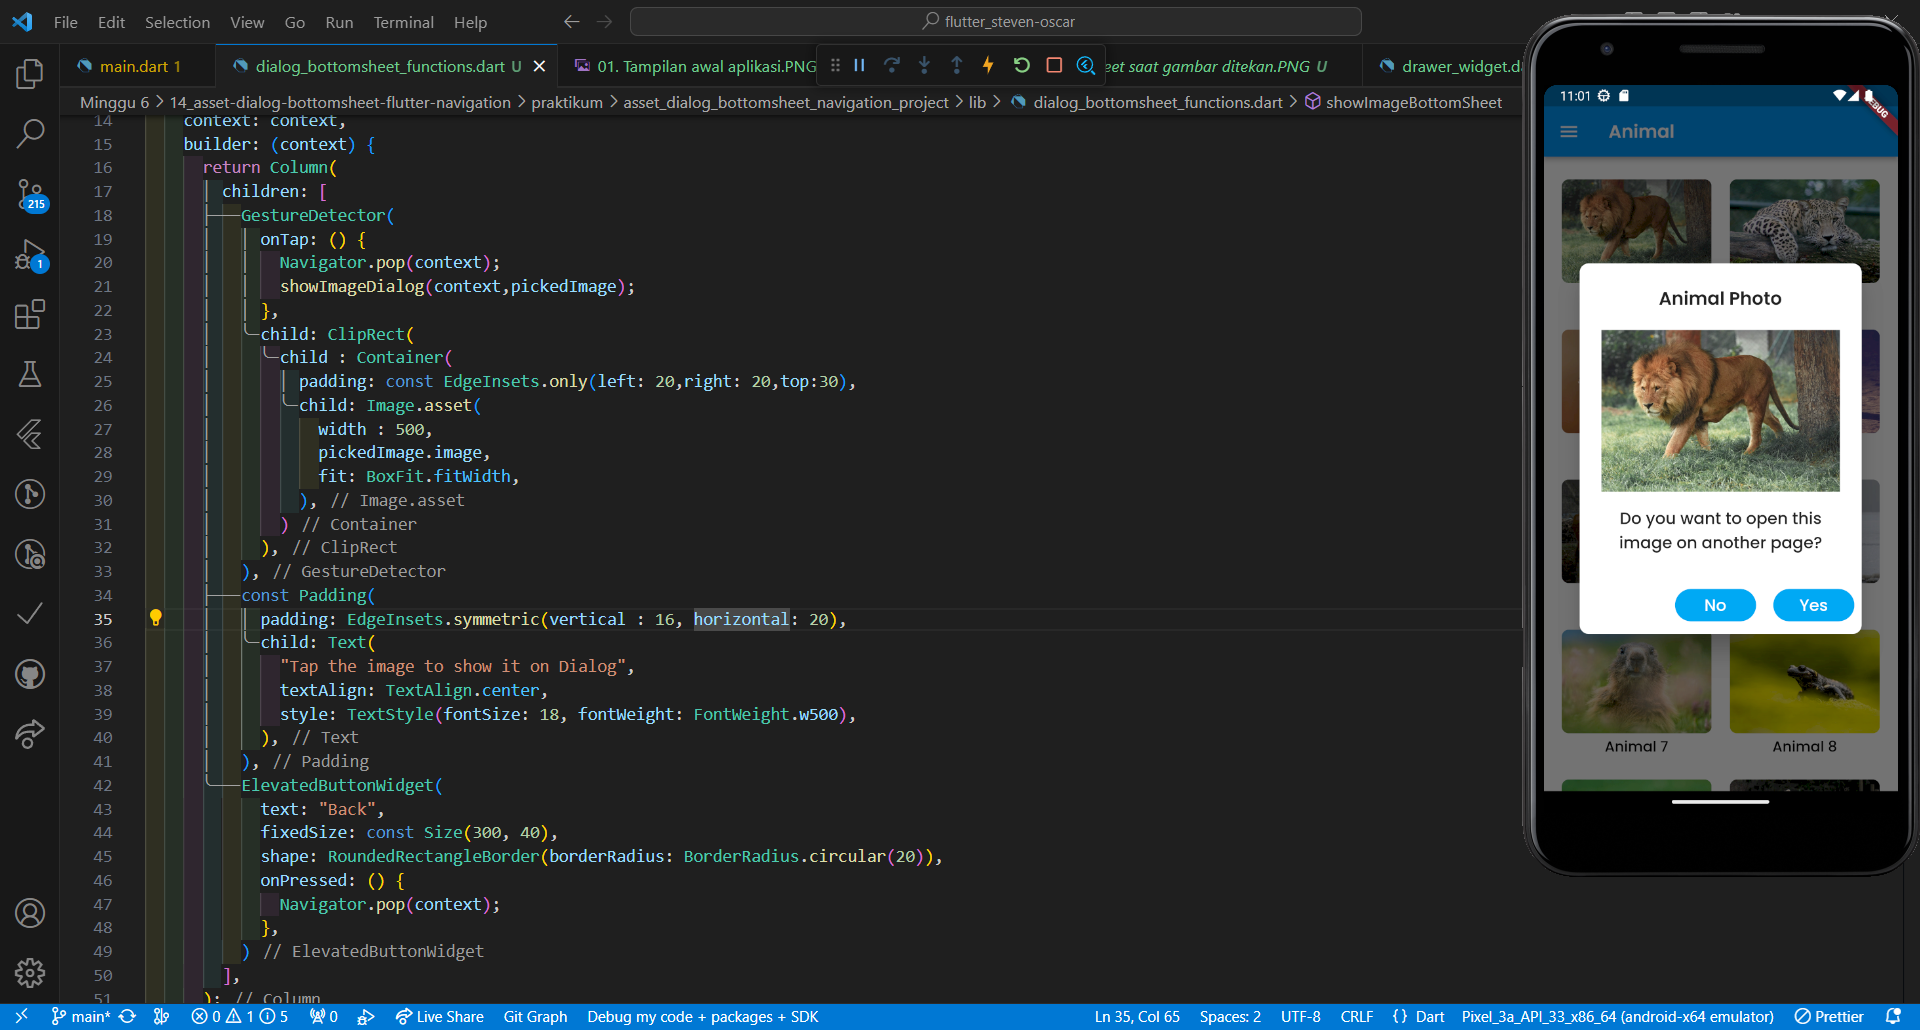 File Edit Selection View Go Run Terminal Help
flutter_steven-oscar
main.dart 1
dialog_bottomsheet_functions.dart U
01. Tampilan awal aplikasi.PNG
eet saat gambar ditekan.PNG U
drawer_widget.d
Minggu 6 > 14_asset-dialog-bottomsheet-flutter-navigation > praktikum > asset_dialog_bottomsheet_navigation_project > lib > dialog_bottomsheet_functions.dart > showImageBottomSheet
14 context: context,
15 builder: (context) {
16 return Column(
17 children: [
18 GestureDetector(
19 onTap: () {
20 Navigator.pop(context);
21 showImageDialog(context,pickedImage);
22 },
23 child: ClipRect(
24 child : Container(
25 padding: const EdgeInsets.only(left: 20,right: 20,top:30),
26 child: Image.asset(
27 width : 500,
28 pickedImage.image,
29 fit: BoxFit.fitWidth,
30 ), // Image.asset
31 ) // Container
32 ), // ClipRect
33 ), // GestureDetector
34 const Padding(
35 padding: EdgeInsets.symmetric(vertical : 16, horizontal: 20),
36 child: Text(
37 "Tap the image to show it on Dialog",
38 textAlign: TextAlign.center,
39 style: TextStyle(fontSize: 18, fontWeight: FontWeight.w500),
40 ), // Text
41 ), // Padding
42 ElevatedButtonWidget(
43 text: "Back",
44 fixedSize: const Size(300, 40),
45 shape: RoundedRectangleBorder(borderRadius: BorderRadius.circular(20)),
46 onPressed: () {
47 Navigator.pop(context);
48 },
49 ) // ElevatedButtonWidget
50 ],
51 ); // Column
215
1
11:01
Animal
Animal Photo
Do you want to open this
image on another page?
No Yes
Animal 7 Animal 8
main* 0 1 5 0 Live Share Git Graph Debug my code + packages + SDK
Ln 35, Col 65 Spaces: 2 UTF-8 CRLF {} Dart Pixel_3a_API_33_x86_64 (android-x64 emulator) Prettier